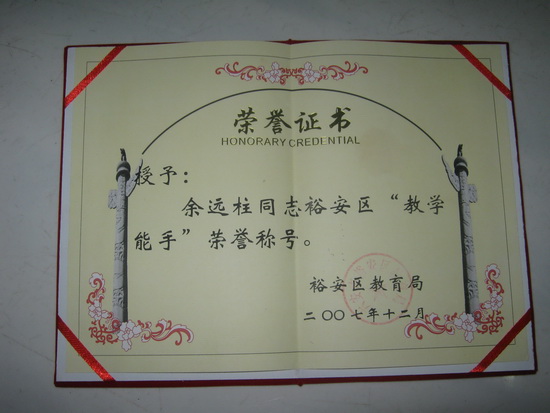 荣誉证书
HONORARY CREDENTIAL
授予：
余远柱同志裕安区“教学
能手”荣誉称号。
裕安区教育局
二〇〇七年十二月